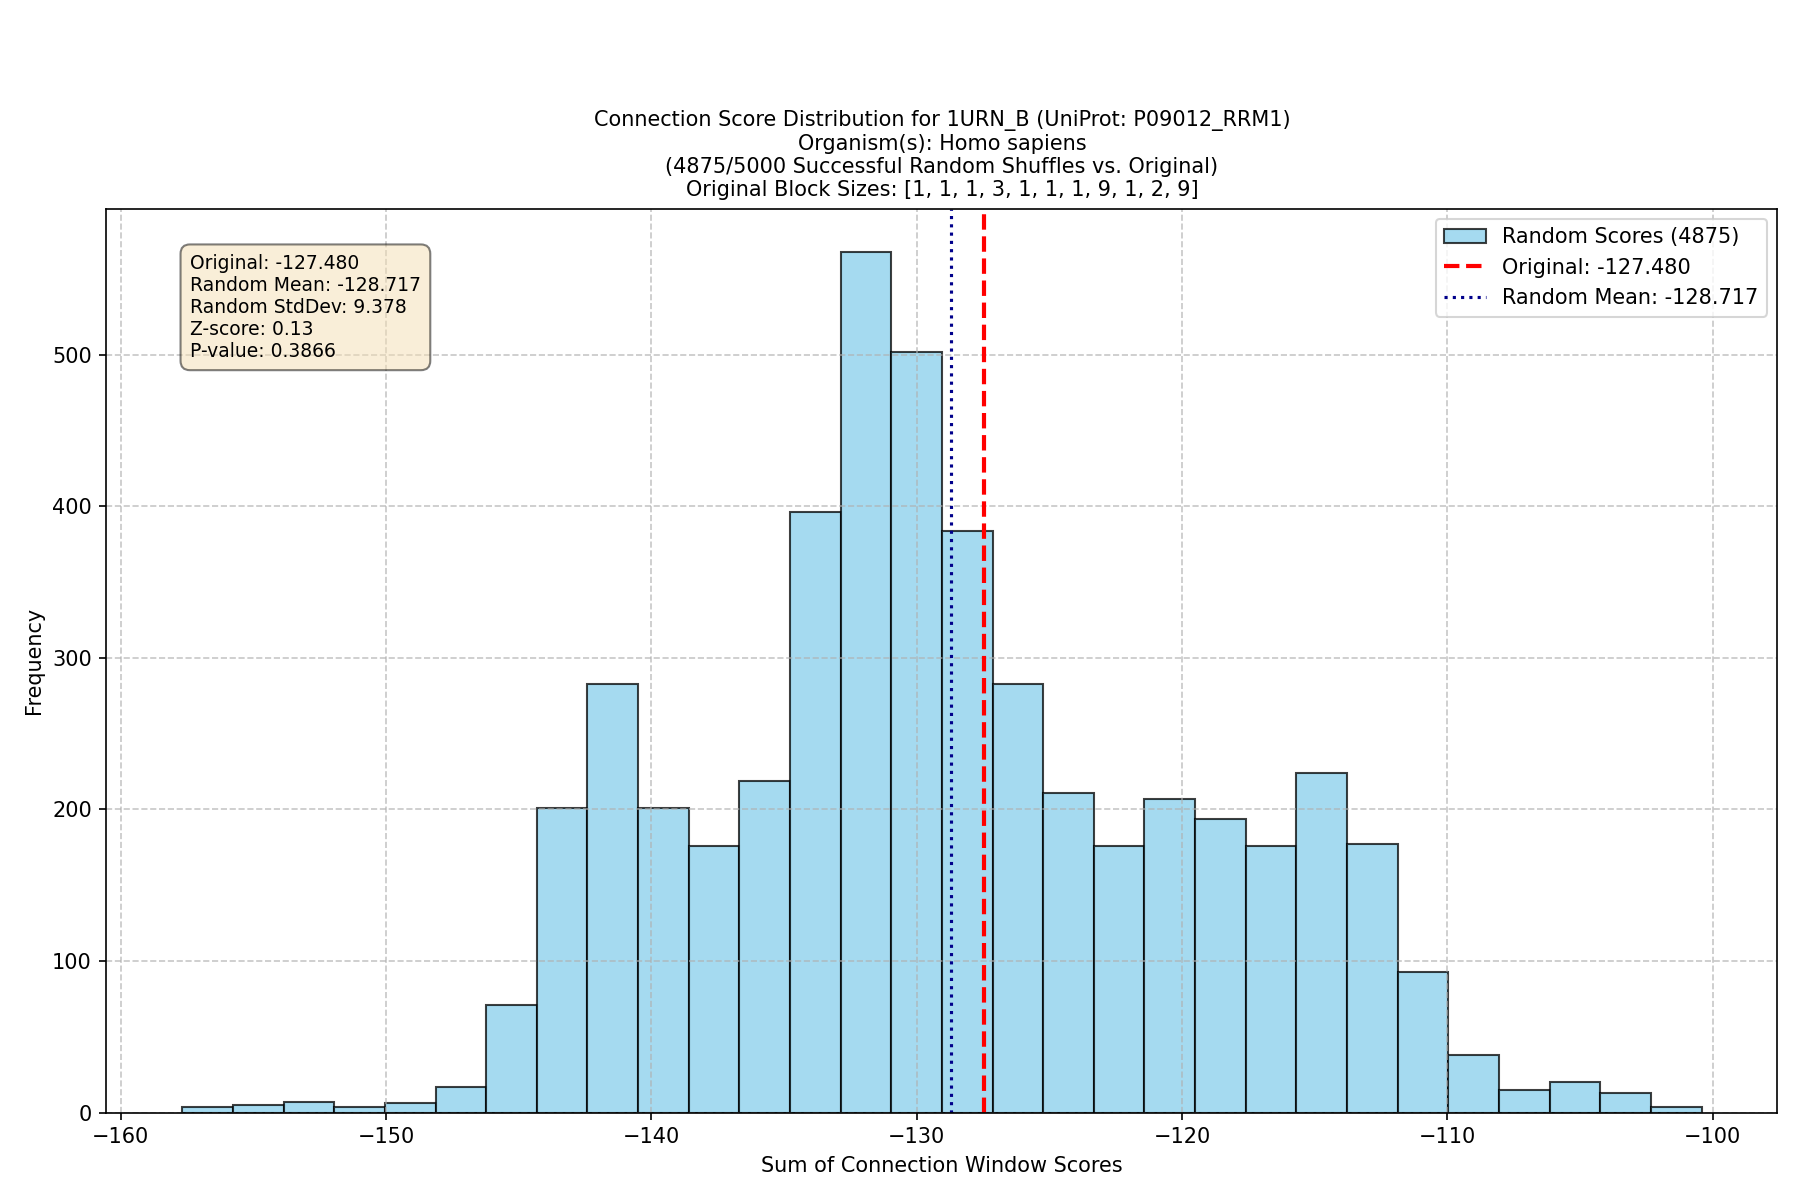 Connection Score Distribution for 1URN_B (UniProt: P09012_RRM1)
Organism(s): Homo sapiens
(4875/5000 Successful Random Shuffles vs. Original)
Original Block Sizes: [1, 1, 1, 3, 1, 1, 1, 9, 1, 2, 9]
Original: -127.480
Random Mean: -128.717
Random StdDev: 9.378
Z-score: 0.13
P-value: 0.3866
Random Scores (4875)
Original: -127.480
Random Mean: -128.717
Frequency
500
400
300
200
100
0
−160
−150
−140
−130
−120
−110
−100
Sum of Connection Window Scores